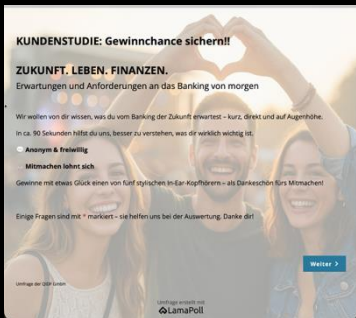 KUNDENSTUDIE: Gewinnchance sichern!!
ZUKUNFT. LEBEN. FINANZEN.
Erwartungen und Anforderungen an das Banking von morgen
Wir wollen von dir wissen, was du vom Banking der Zukunft erwartest – kurz, direkt und auf Augenhöhe.
In ca. 90 Sekunden hilfst du uns, besser zu verstehen, was dir wirklich wichtig ist.
Anonym & freiwillig
Mitmachen lohnt sich
Gewinne mit etwas Glück einen von fünf stylischen In-Ear-Kopfhörern – als Dankeschön fürs Mitmachen!
Einige Fragen sind mit * markiert – sie helfen uns bei der Auswertung. Danke dir!
Weiter >
Umfrage der GmbH
Umfrage erstellt mit
LamaPoll